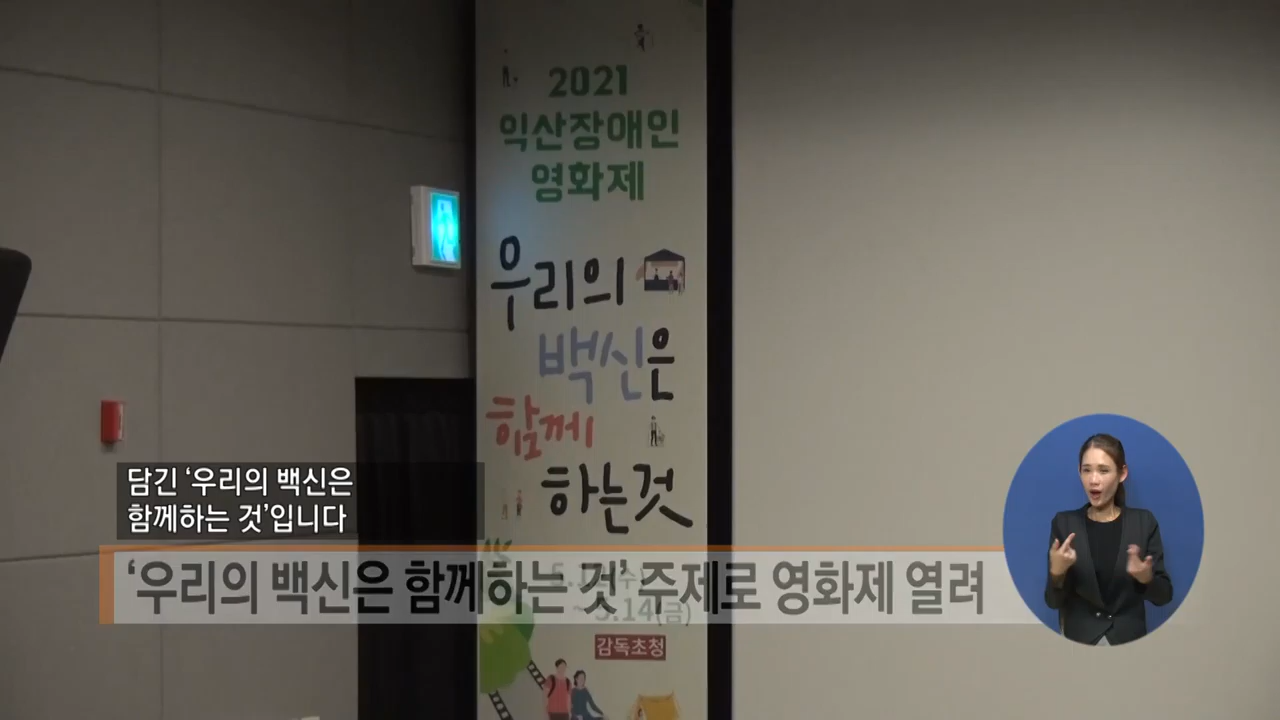 2021
익산장애인
영화제
우리의
백신은
함께
하는것
~5.14(금)
감독초청
담긴 ‘우리의 백신은
함께하는 것’입니다
‘우리의 백신은 함께하는 것’ 주제로 영화제 열려